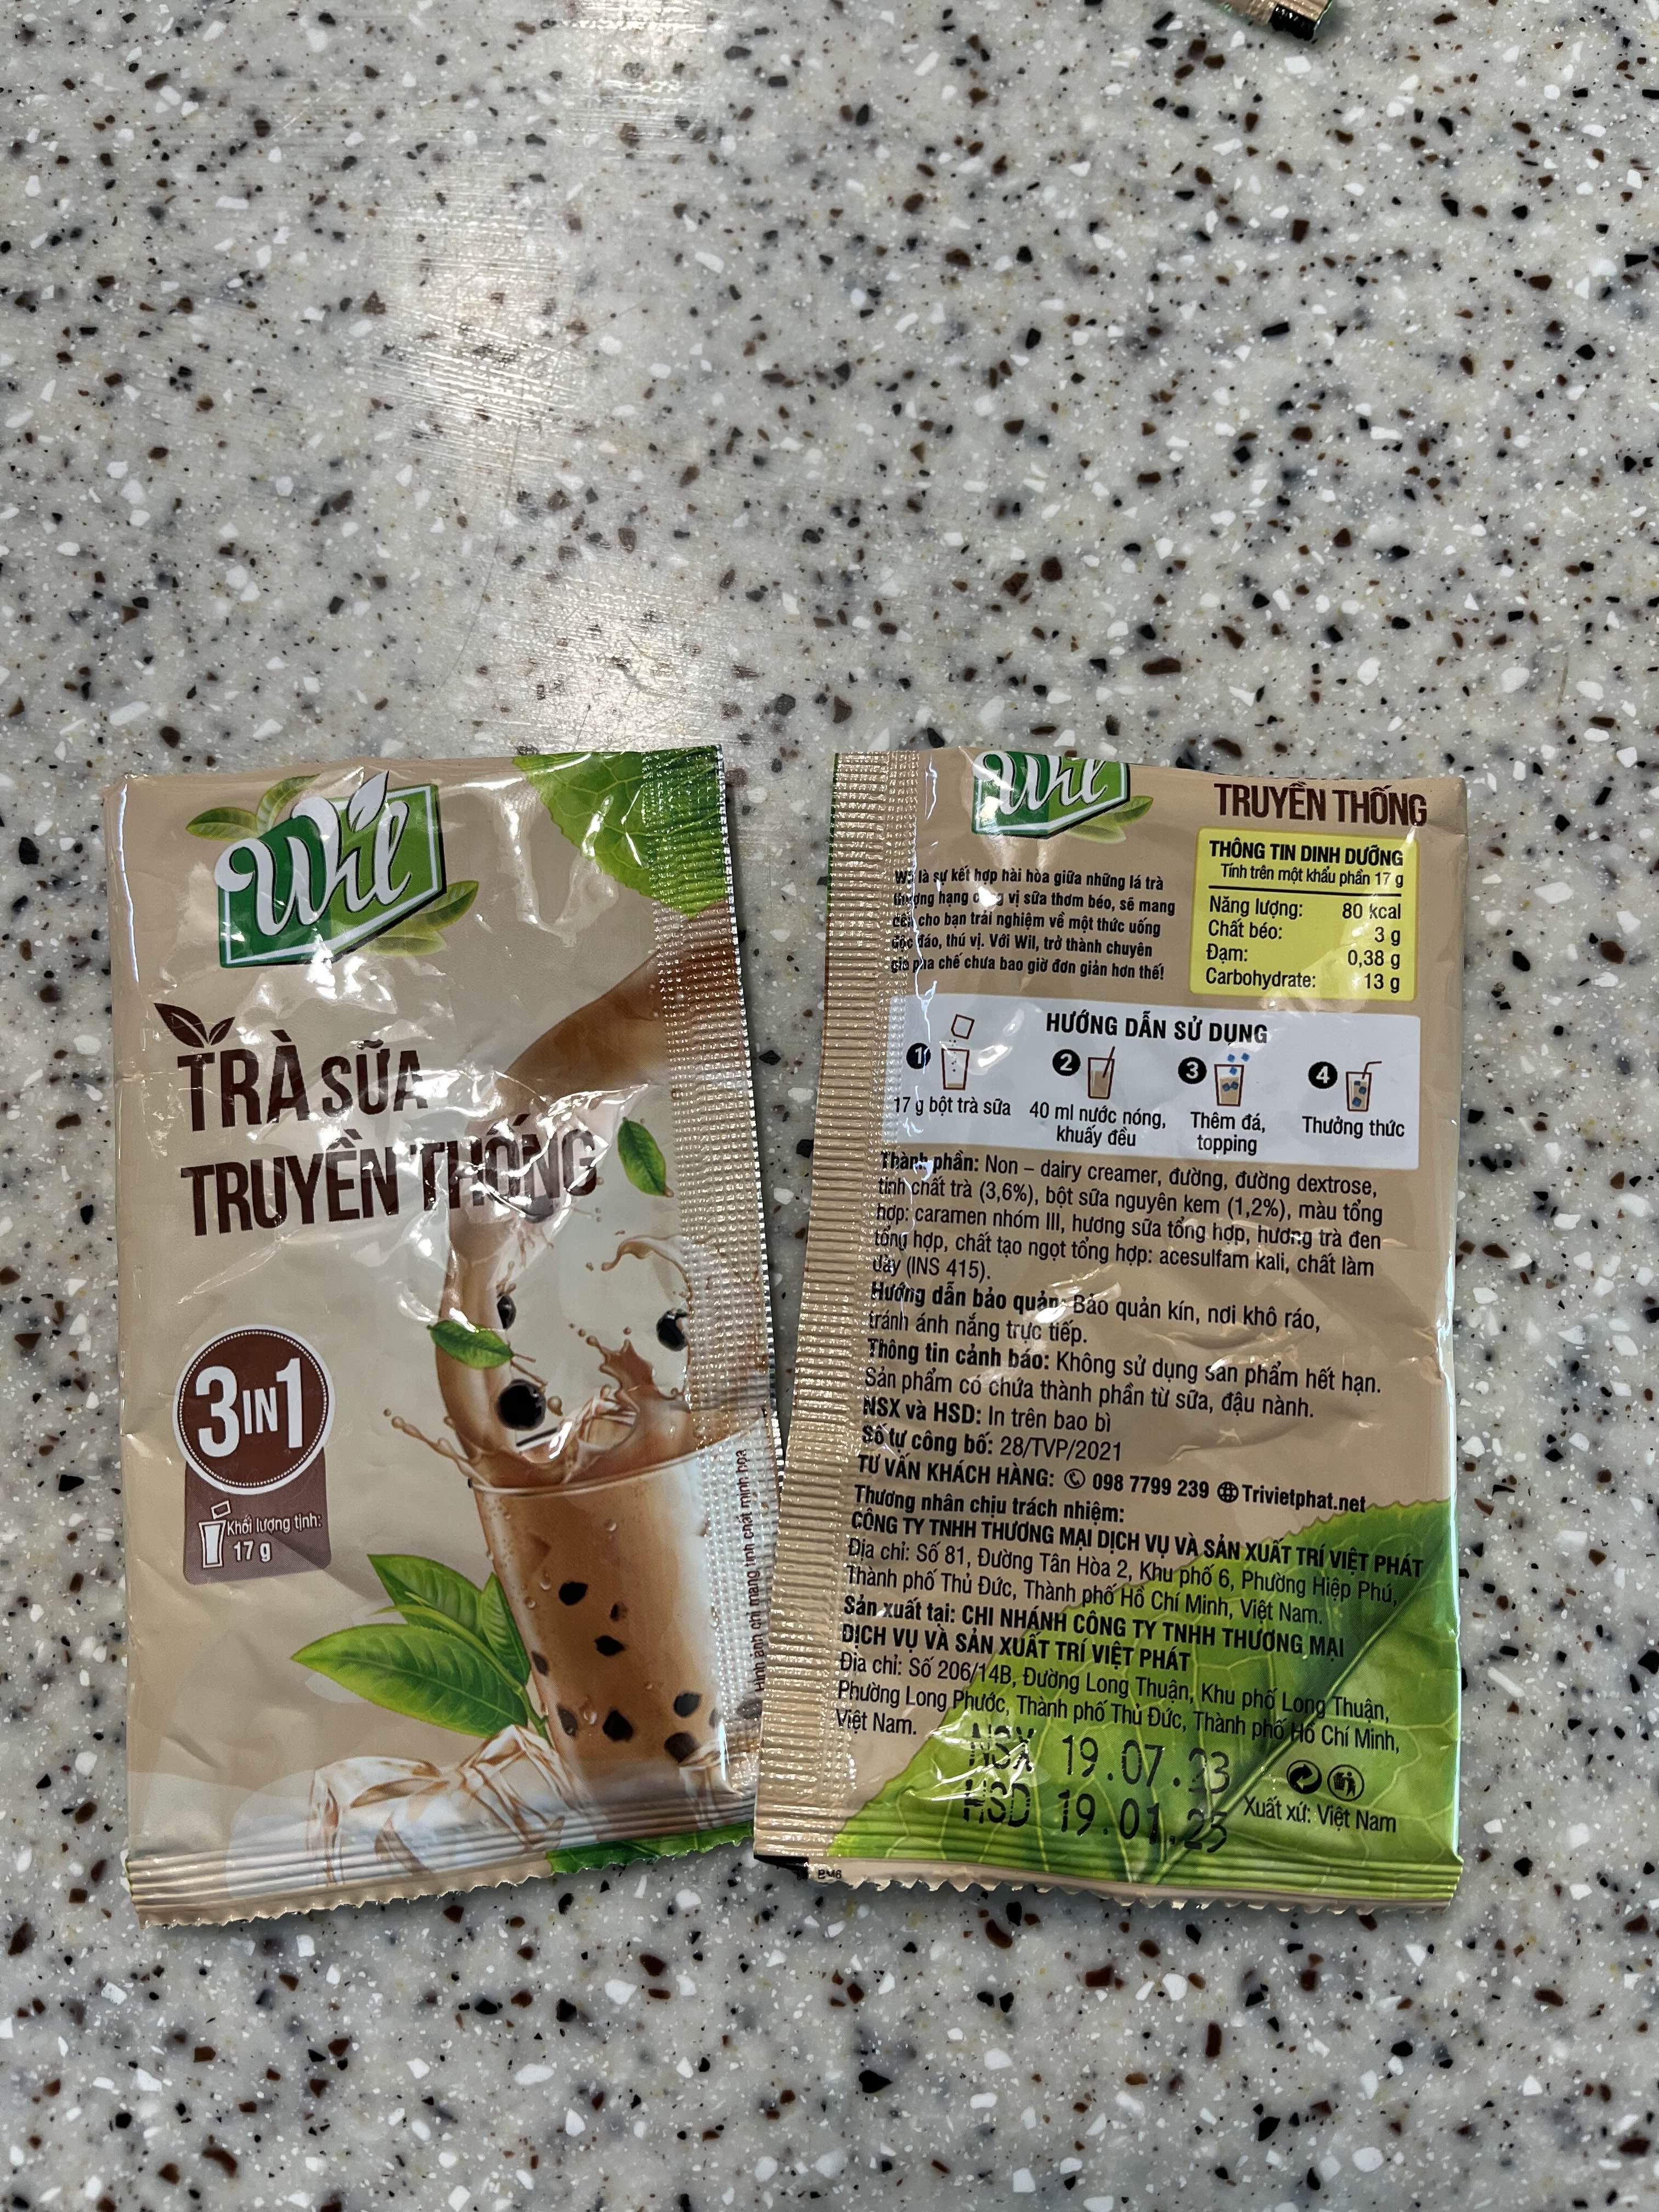 Wil
TRÀ SỮA
TRUYỀN THỐNG
3IN1
Khối lượng tịnh:
17 g
Hình ảnh chỉ mang tính chất minh họa
Wil
TRUYỀN THỐNG
là sự kết hợp hài hòa giữa những lá trà
hạng vị sữa thơm béo, sẽ mang
cho bạn trải nghiệm về một thức uống
đáo, thú vị. Với Wil, trở thành chuyên
pha chế chưa bao giờ đơn giản hơn thế!
THÔNG TIN DINH DƯỠNG
Tính trên một khẩu phần 17 g
Năng lượng: 80 kcal
Chất béo: 3 g
Đạm: 0,38 g
Carbohydrate: 13 g
HƯỚNG DẪN SỬ DỤNG
1 2 3 4
17 g bột trà sữa
40 ml nước nóng,
khuấy đều
Thêm đá,
topping
Thưởng thức
Thành phần: Non – dairy creamer, đường, đường dextrose,
tinh chất trà (3,6%), bột sữa nguyên kem (1,2%), màu tổng
hợp: caramen nhóm III, hương sữa tổng hợp, hương trà đen
tổng hợp, chất tạo ngọt tổng hợp: acesulfam kali, chất làm
dày (INS 415).
Hướng dẫn bảo quản: Bảo quản kín, nơi khô ráo,
tránh ánh nắng trực tiếp.
Thông tin cảnh báo: Không sử dụng sản phẩm hết hạn.
Sản phẩm có chứa thành phần từ sữa, đậu nành.
NSX và HSD: In trên bao bì
Số tự công bố: 28/TVP/2021
TƯ VẤN KHÁCH HÀNG: 098 7799 239 Trivietphat.net
Thương nhân chịu trách nhiệm:
CÔNG TY TNHH THƯƠNG MẠI DỊCH VỤ VÀ SẢN XUẤT TRÍ VIỆT PHÁT
Địa chỉ: Số 81, Đường Tân Hòa 2, Khu phố 6, Phường Hiệp Phú,
Thành phố Thủ Đức, Thành phố Hồ Chí Minh, Việt Nam.
Sản xuất tại: CHI NHÁNH CÔNG TY TNHH THƯƠNG MẠI
DỊCH VỤ VÀ SẢN XUẤT TRÍ VIỆT PHÁT
Địa chỉ: Số 206/14B, Đường Long Thuận, Khu phố Long Thuận,
Phường Long Phước, Thành phố Thủ Đức, Thành phố Hồ Chí Minh,
Việt Nam.
NSX 19.07.23
HSD 19.01.25
Xuất xứ: Việt Nam